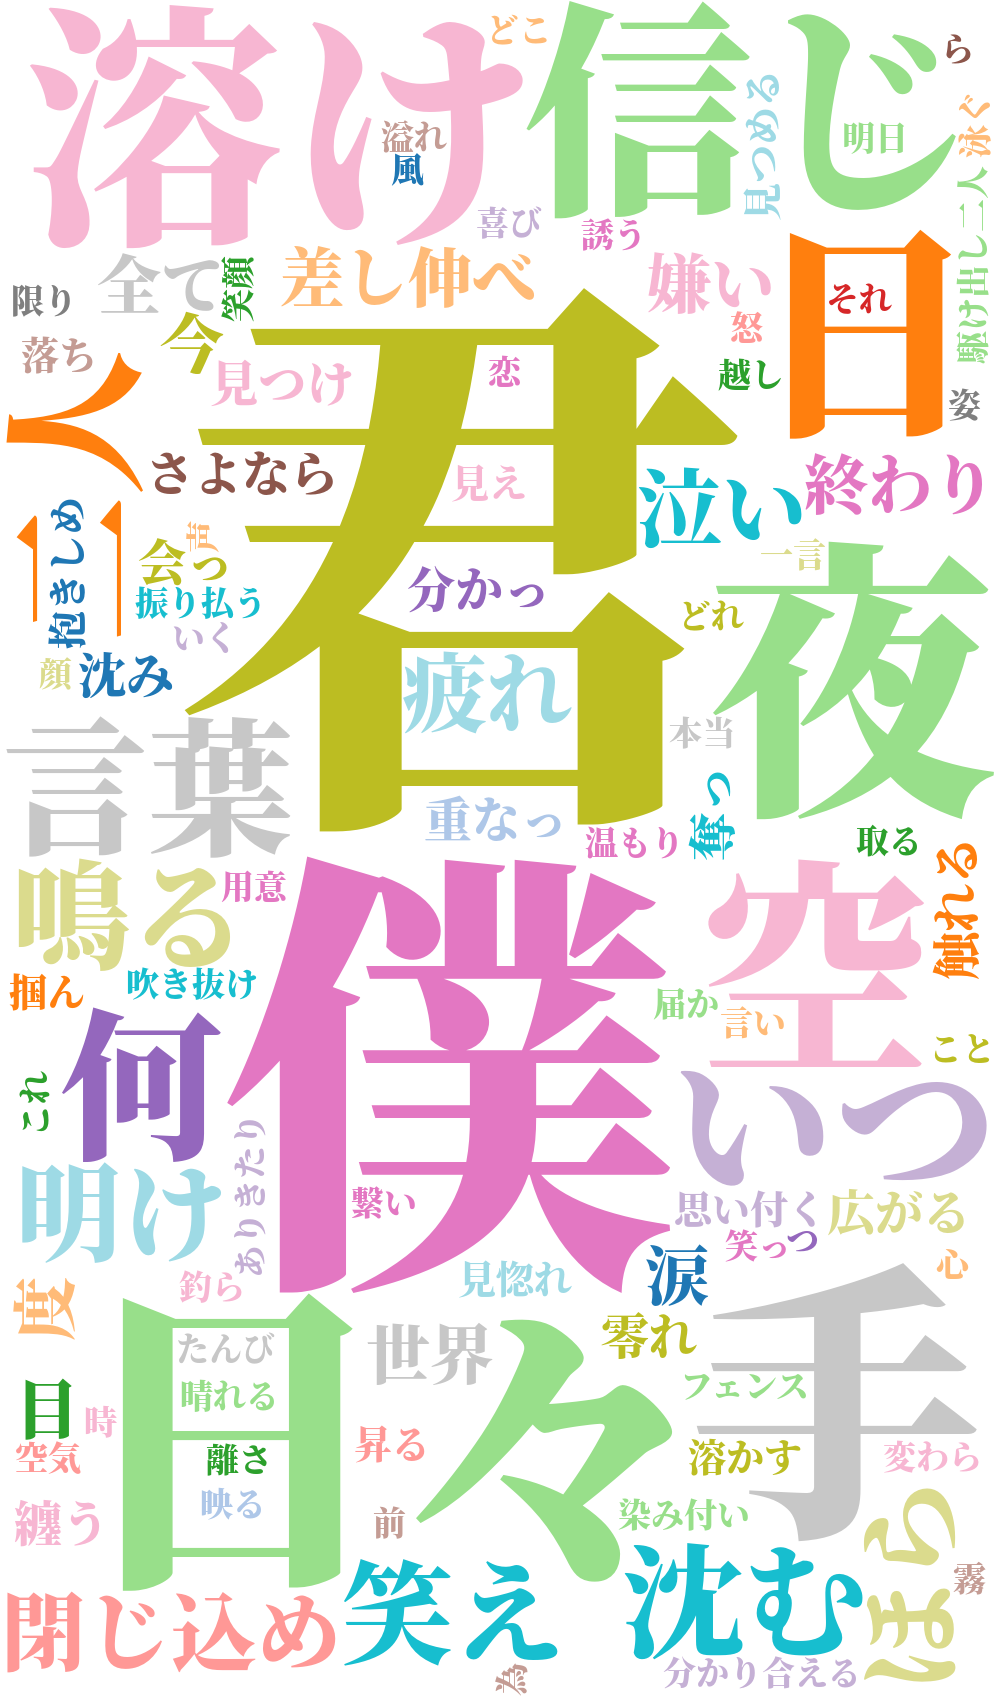 溶け
信じ
どこ
ら
溢れ
風
見つめる
明日
泳ぐ
喜び
誘う
駆け出し
二人
全て
笑顔
差し伸べ
嫌い
日
それ
限り
今
怒
落ち
見つけ
恋
越し
姿
君
二人
さよなら
見え
泣い
終わり
抱きしめ
声
会っ
一言
振り払う
分かっ
どれ
夜
いく
顔
沈み
疲れ
言葉
本当
重なっ
奪っ
温もり
取る
触れる
鳴る
用意
僕
空
掴ん
吹き抜け
届か
言い
こと
何
これ
いつ
ありきたり
明け
繋い
思い付く
広がる
笑っ
つ
涙
心
見惚れ
釣ら
度
日々
手
たんび
世界
零れ
晴れる
フェンス
目
時
空気
離さ
昇る
溶かす
変わら
映る
纏う
前
染み付い
ほら
霧
閉じ込め
笑え
沈む
為
分かり合える